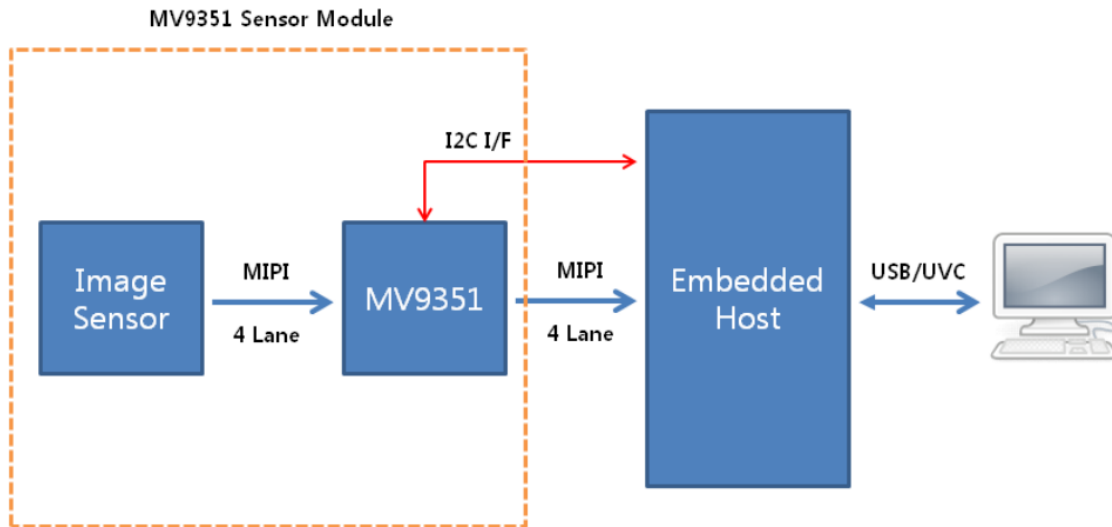 MV9351 Sensor Module
I2C I/F
Image
Sensor
MIPI
4 Lane
MV9351
MIPI
4 Lane
Embedded
Host
USB/UVC